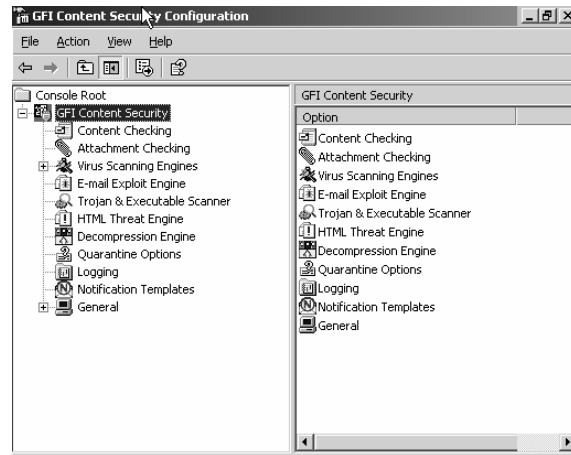 GFI Content Security Configuration
File Action View Help
Console Root
GFI Content Security
Content Checking
Attachment Checking
Virus Scanning Engines
E-mail Exploit Engine
Trojan & Executable Scanner
HTML Threat Engine
Decompression Engine
Quarantine Options
Logging
Notification Templates
General
GFI Content Security
Option
Content Checking
Attachment Checking
Virus Scanning Engines
E-mail Exploit Engine
Trojan & Executable Scanner
HTML Threat Engine
Decompression Engine
Quarantine Options
Logging
Notification Templates
General